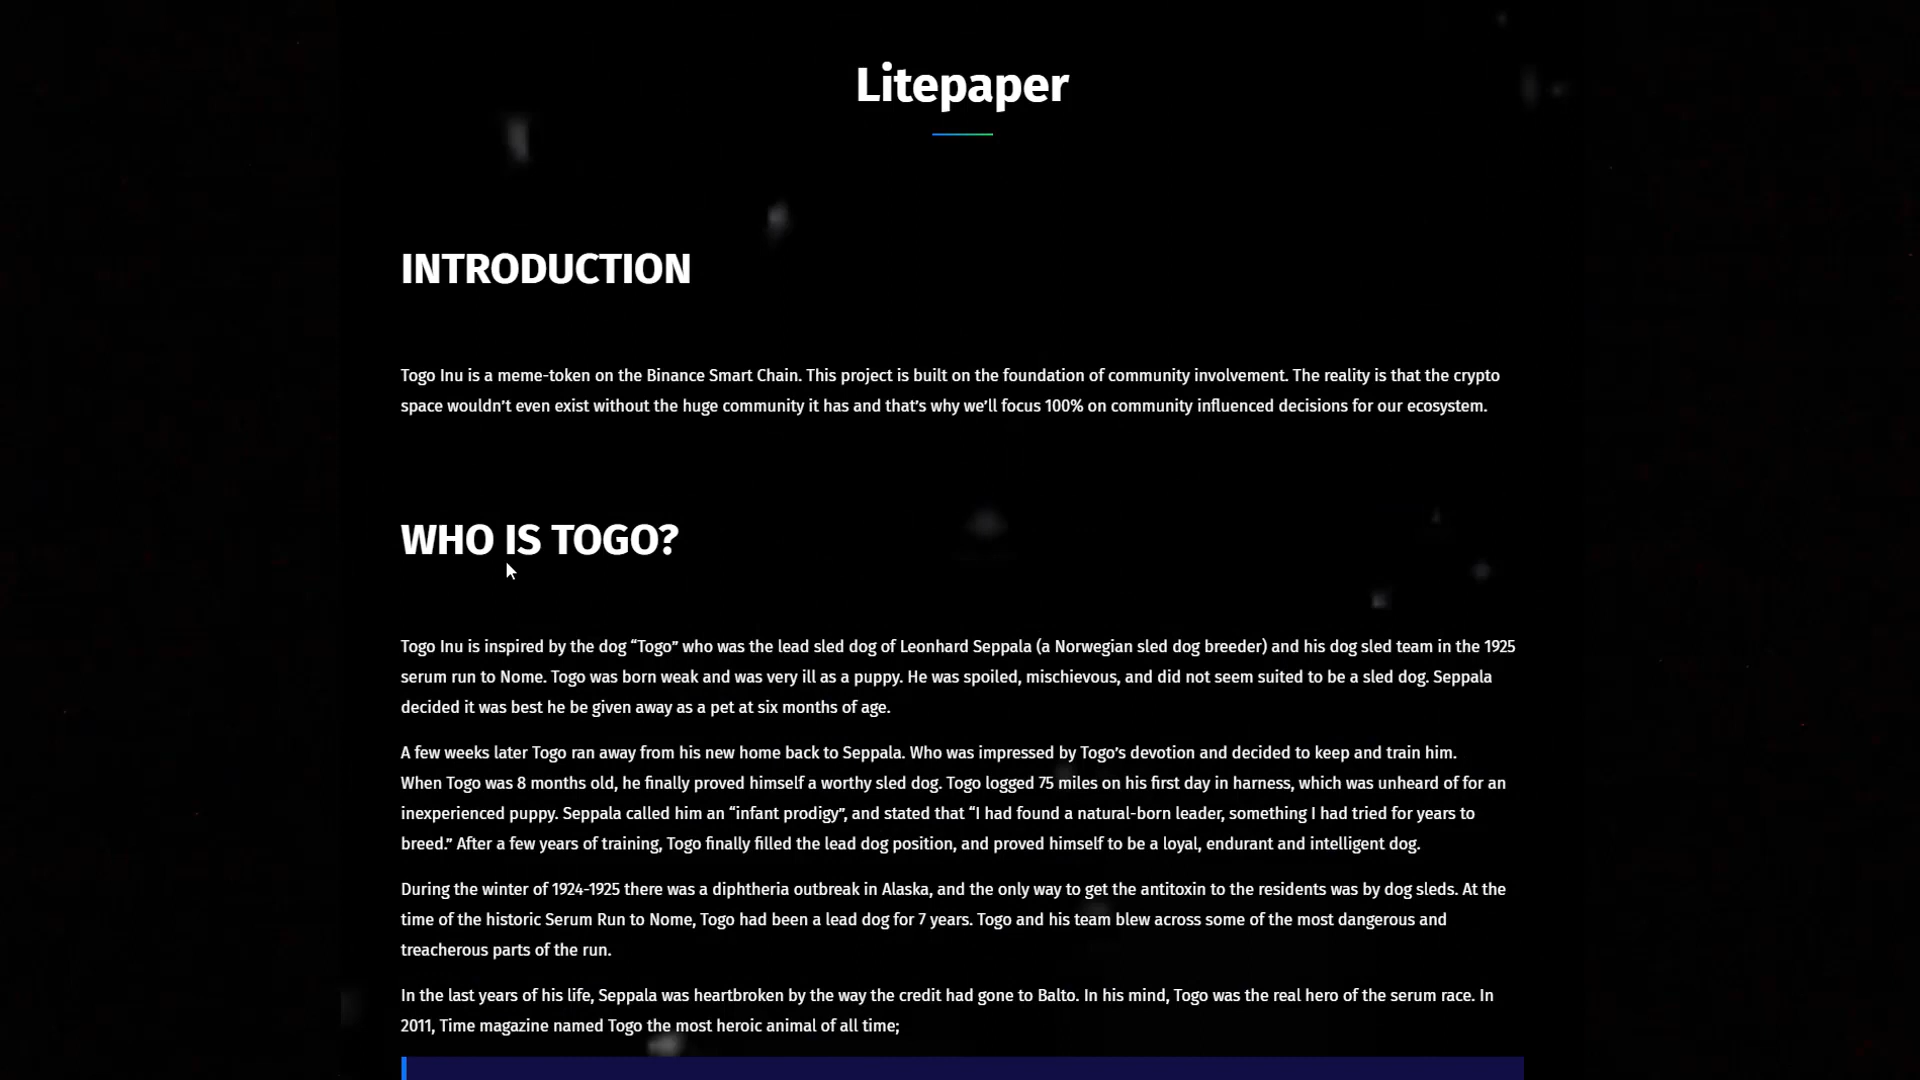 Litepaper
INTRODUCTION
Togo Inu is a meme-token on the Binance Smart Chain. This project is built on the foundation of community involvement. The reality is that the crypto
space wouldn’t even exist without the huge community it has and that’s why we’ll focus 100% on community influenced decisions for our ecosystem.
WHO IS TOGO?
Togo Inu is inspired by the dog “Togo” who was the lead sled dog of Leonhard Seppala (a Norwegian sled dog breeder) and his dog sled team in the 1925
serum run to Nome. Togo was born weak and was very ill as a puppy. He was spoiled, mischievous, and did not seem suited to be a sled dog. Seppala
decided it was best he be given away as a pet at six months of age.
A few weeks later Togo ran away from his new home back to Seppala. Who was impressed by Togo’s devotion and decided to keep and train him.
When Togo was 8 months old, he finally proved himself a worthy sled dog. Togo logged 75 miles on his first day in harness, which was unheard of for an
inexperienced puppy. Seppala called him an “infant prodigy”, and stated that “I had found a natural-born leader, something I had tried for years to
breed.” After a few years of training, Togo finally filled the lead dog position, and proved himself to be a loyal, endurant and intelligent dog.
During the winter of 1924-1925 there was a diphtheria outbreak in Alaska, and the only way to get the antitoxin to the residents was by dog sleds. At the
time of the historic Serum Run to Nome, Togo had been a lead dog for 7 years. Togo and his team blew across some of the most dangerous and
treacherous parts of the run.
In the last years of his life, Seppala was heartbroken by the way the credit had gone to Balto. In his mind, Togo was the real hero of the serum race. In
2011, Time magazine named Togo the most heroic animal of all time;